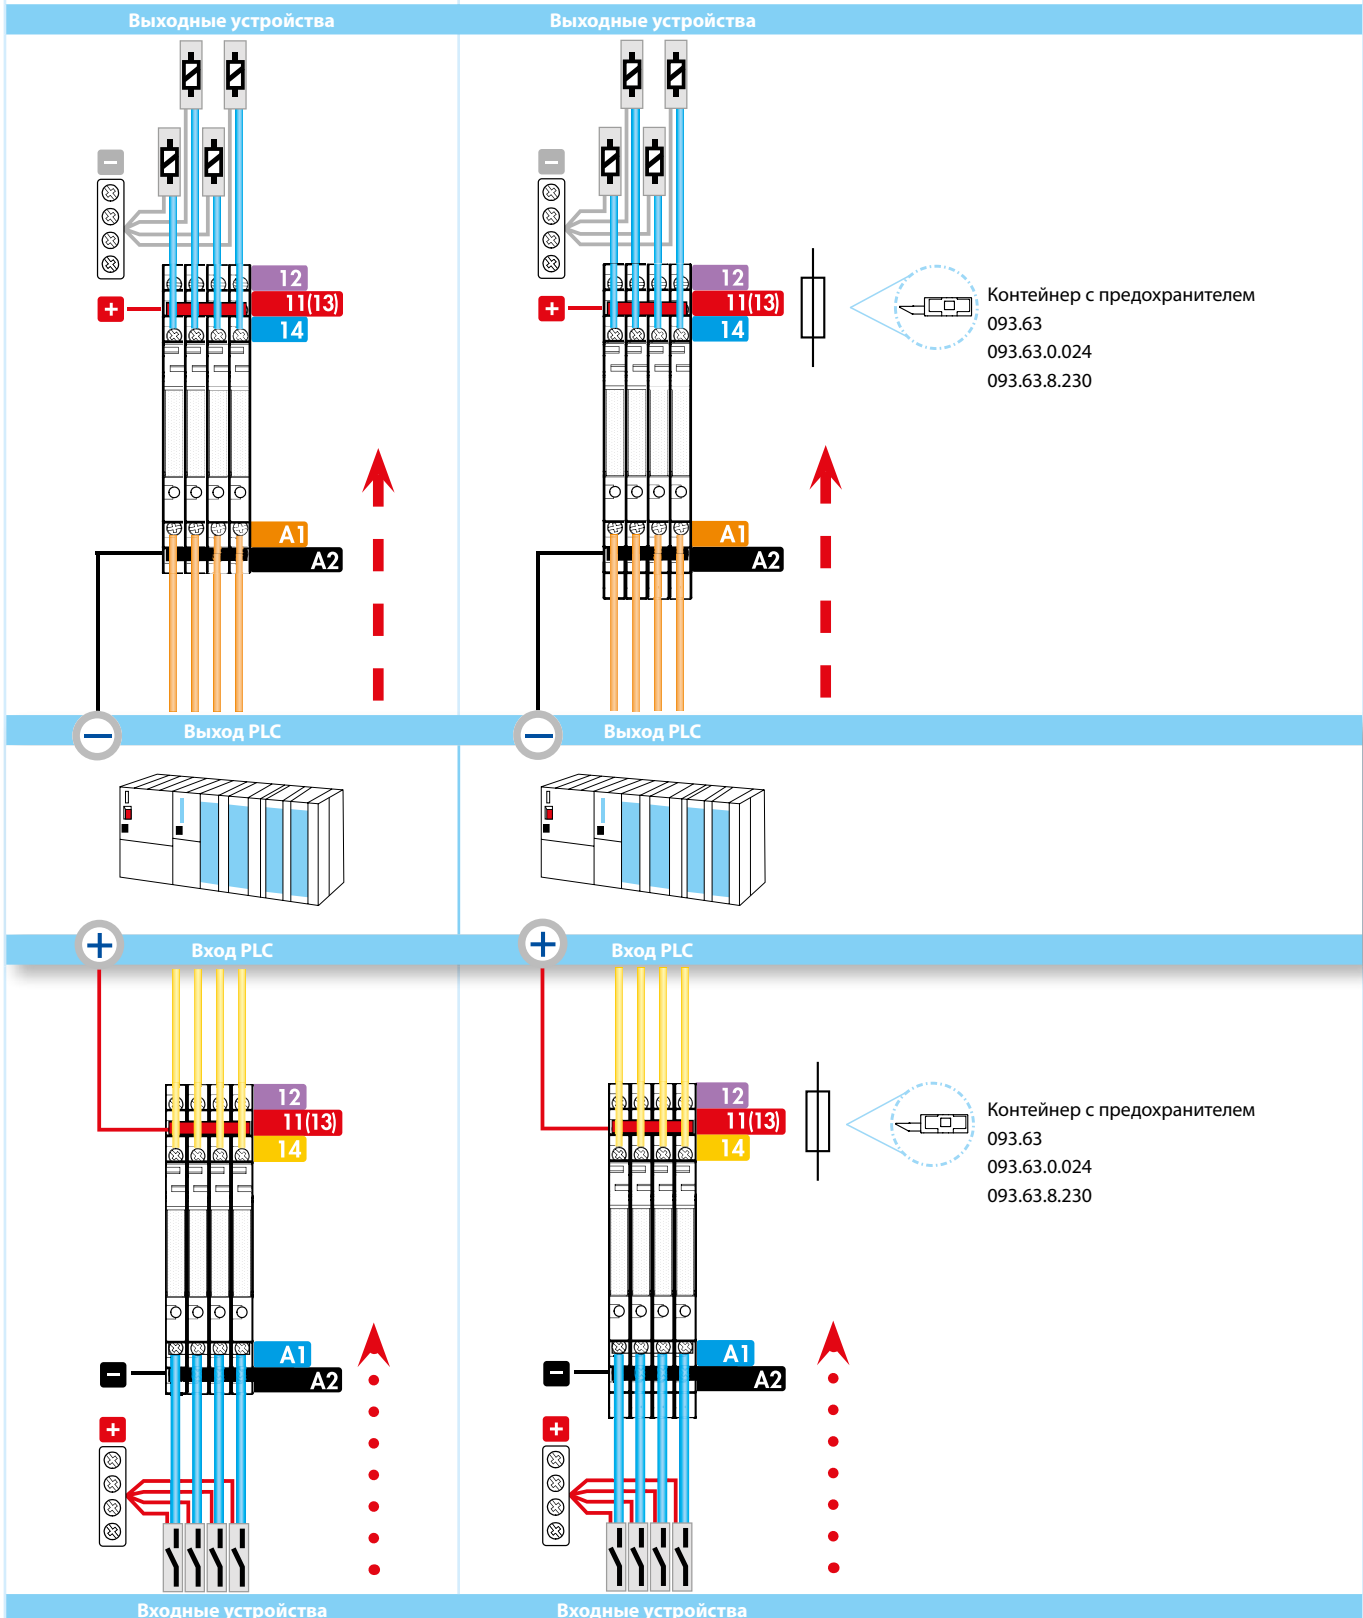 Выходные устройства
Выходные устройства
12
11(13)
14
12
11(13)
14
Контейнер с предохранителем
093.63
093.63.0.024
093.63.8.230
A1
A2
A1
A2
Выход PLC
Выход PLC
Вход PLC
Вход PLC
12
11(13)
14
12
11(13)
14
Контейнер с предохранителем
093.63
093.63.0.024
093.63.8.230
A1
A2
A1
A2
Входные устройства
Входные устройства